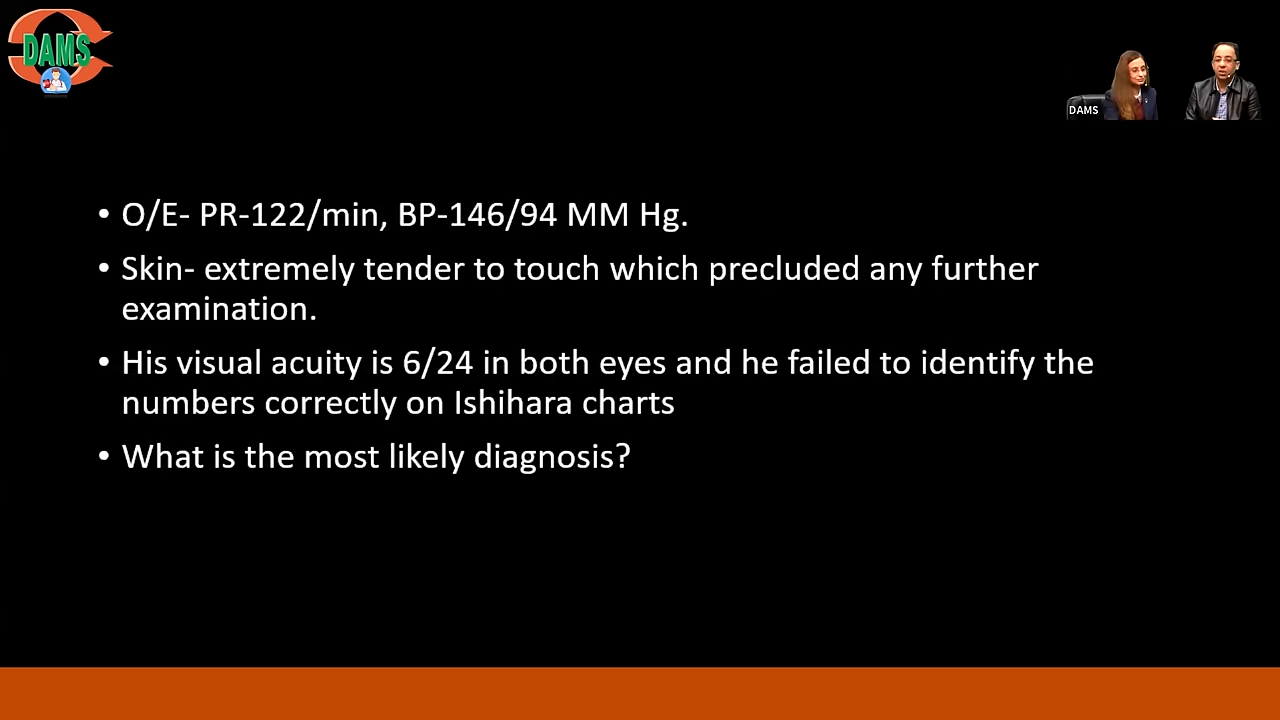 DAMS
DAMS
• O/E- PR-122/min, BP-146/94 MM Hg.
• Skin- extremely tender to touch which precluded any further
examination.
• His visual acuity is 6/24 in both eyes and he failed to identify the
numbers correctly on Ishihara charts
• What is the most likely diagnosis?